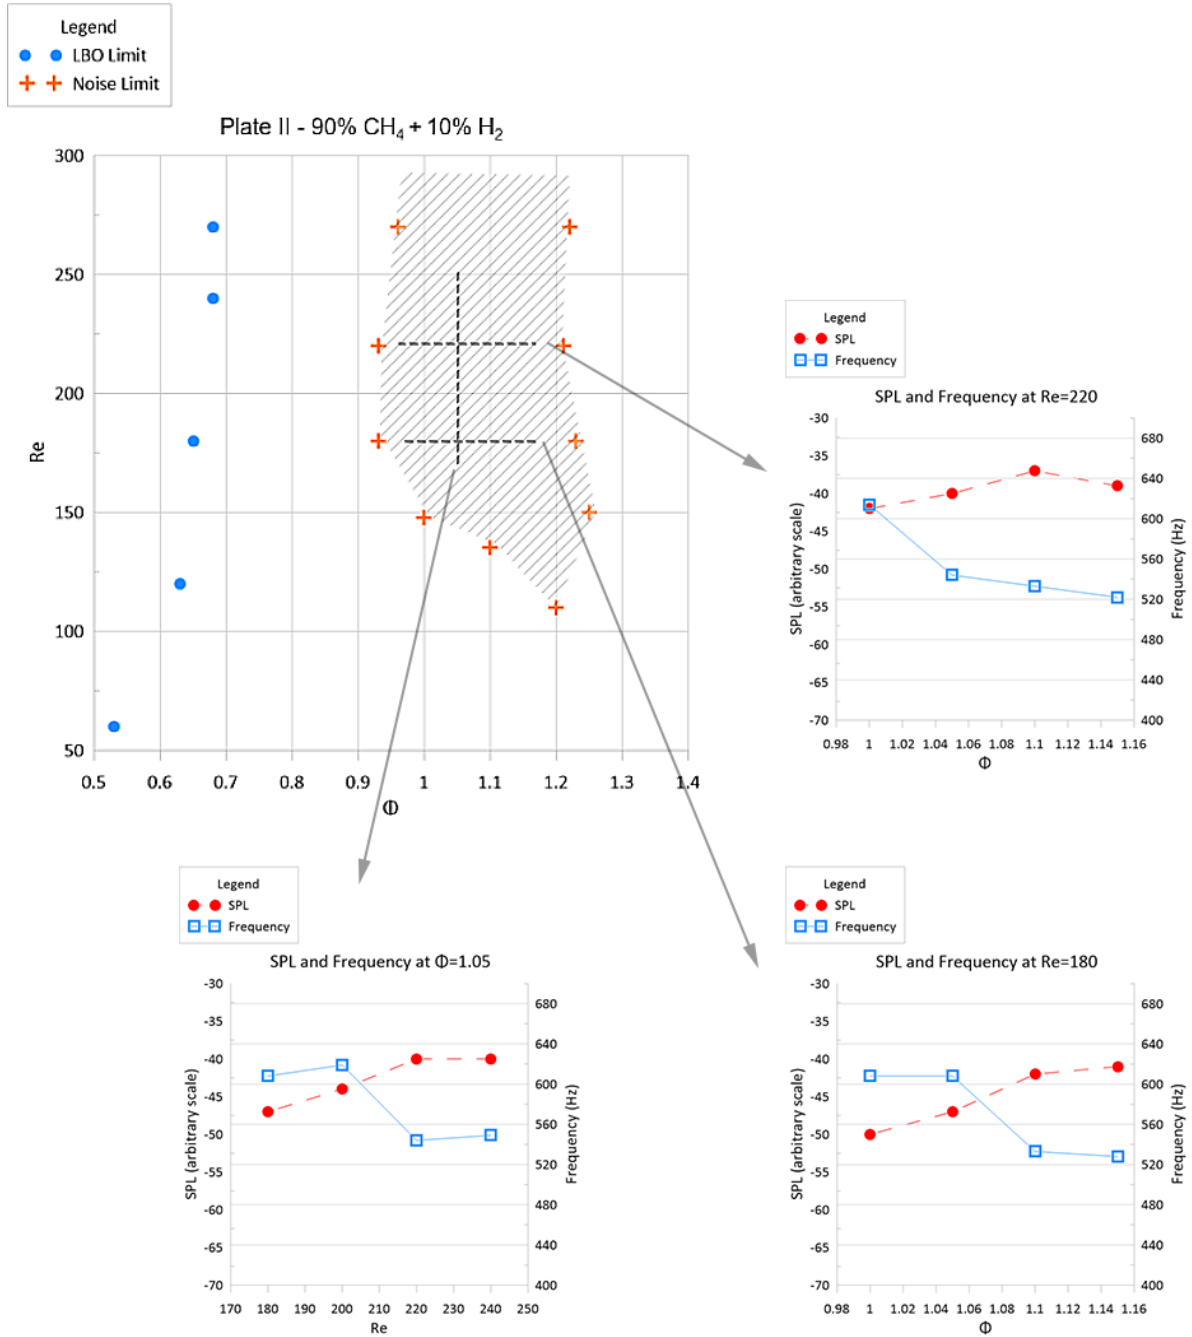 Legend
LBO Limit
Noise Limit
Plate II - 90% CH₄ + 10% H₂
300
250
200
150
100
50
Re
0.5 0.6 0.7 0.8 0.9 1 1.1 1.2 1.3 1.4
Φ
Legend
SPL
Frequency
SPL and Frequency at Re=220
-30
-35
-40
-45
-50
-55
-60
-65
-70
SPL (arbitrary scale)
680
640
600
560
520
480
440
400
Frequency (Hz)
0.98 1 1.02 1.04 1.06 1.08 1.1 1.12 1.14 1.16
Φ
Legend
SPL
Frequency
SPL and Frequency at Φ=1.05
-30
-35
-40
-45
-50
-55
-60
-65
-70
SPL (arbitrary scale)
680
640
600
560
520
480
440
400
Frequency (Hz)
170 180 190 200 210 220 230 240 250
Re
Legend
SPL
Frequency
SPL and Frequency at Re=180
-30
-35
-40
-45
-50
-55
-60
-65
-70
SPL (arbitrary scale)
680
640
600
560
520
480
440
400
Frequency (Hz)
0.98 1 1.02 1.04 1.06 1.08 1.1 1.12 1.14 1.16
Φ